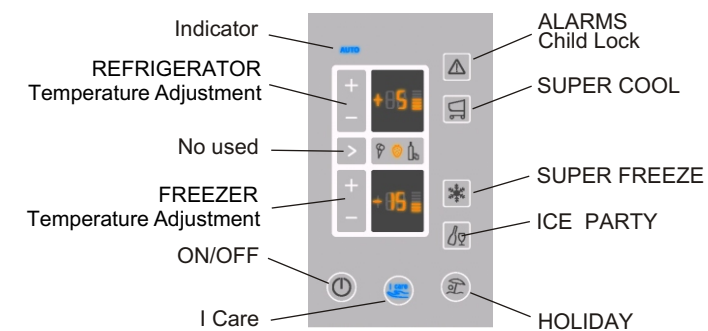 Indicator
REFRIGERATOR
Temperature Adjustment
No used
FREEZER
Temperature Adjustment
ON/OFF
I Care
AUTO
+
−
+5
>
+
−
+15
I care
ALARMS
Child Lock
SUPER COOL
SUPER FREEZE
ICE PARTY
HOLIDAY